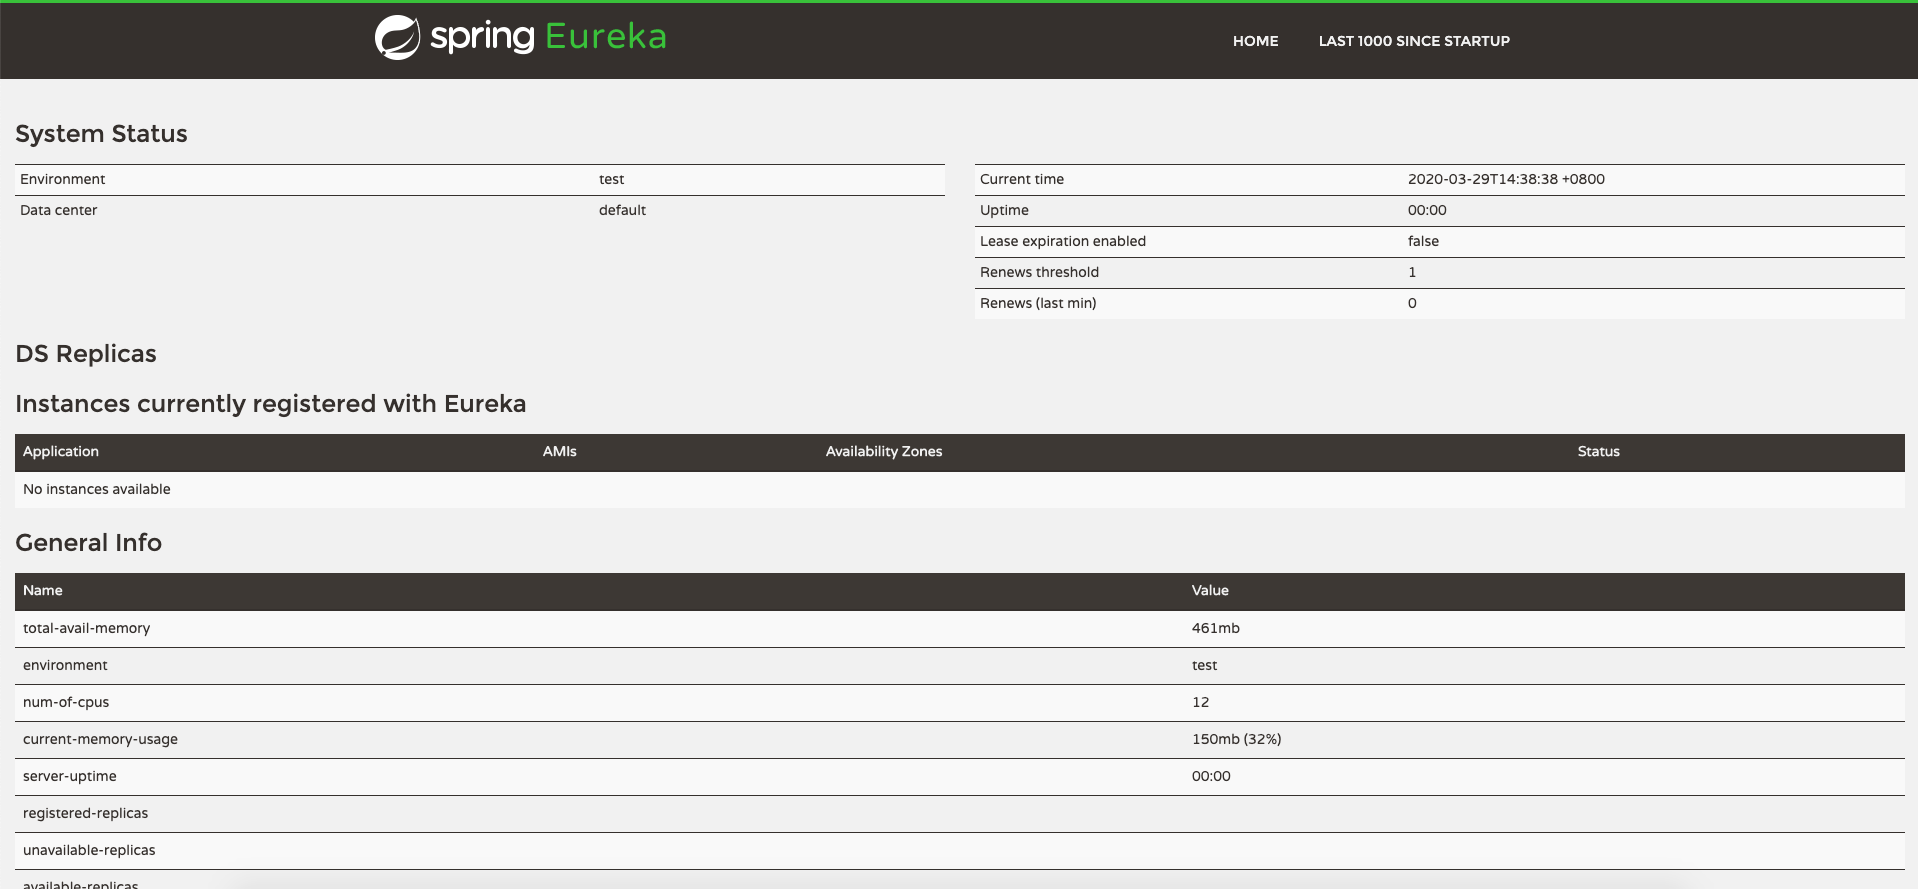 spring Eureka
HOME LAST 1000 SINCE STARTUP
System Status
Environment test
Data center default
Current time 2020-03-29T14:38:38 +0800
Uptime 00:00
Lease expiration enabled false
Renews threshold 1
Renews (last min) 0
DS Replicas
Instances currently registered with Eureka
Application AMIs Availability Zones Status
No instances available
General Info
Name Value
total-avail-memory 461mb
environment test
num-of-cpus 12
current-memory-usage 150mb (32%)
server-uptime 00:00
registered-replicas
unavailable-replicas
available-replicas